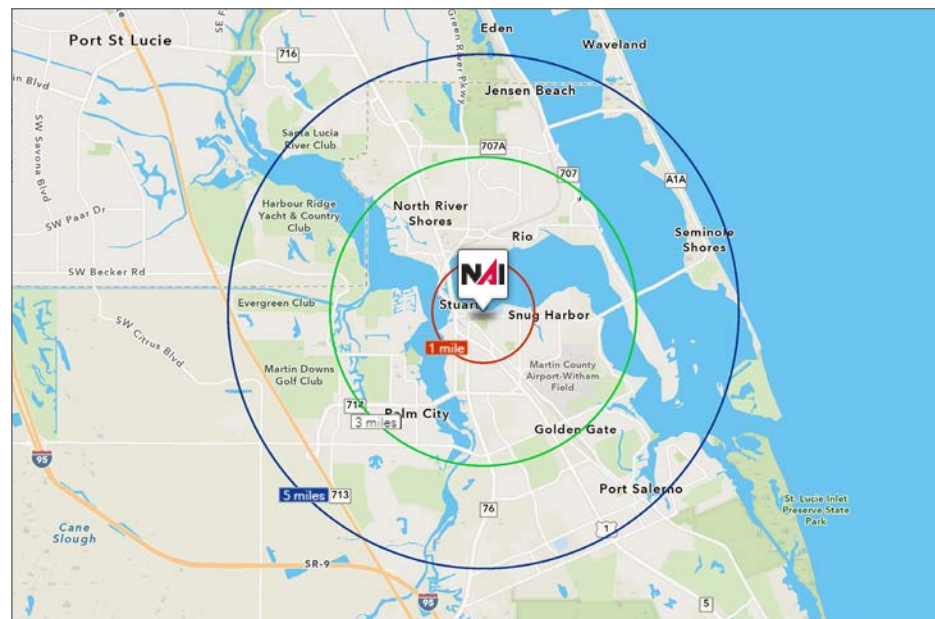 Eden
Port St Lucie
Waveland
716
Green River Pkwy
Jensen Beach
SW Savona Blvd
Santa Lucia
River Club
707A
707
A1A
Harbour Ridge
Yacht & Country
Club
North River
Shores
SW Paar Dr
Rio
Seminole
Shores
SW Becker Rd
NAI
Evergreen Club
Stuart
Snug Harbor
SW Citrus Blvd
1 mile
Martin Downs
Golf Club
Martin County
Airport-Witham
Field
714
Palm City
3 miles
Golden Gate
95
5 miles
713
Port Salerno
St. Lucie Inlet
Preserve State
Park
76
1
Cane
Slough
SR-9
95
5